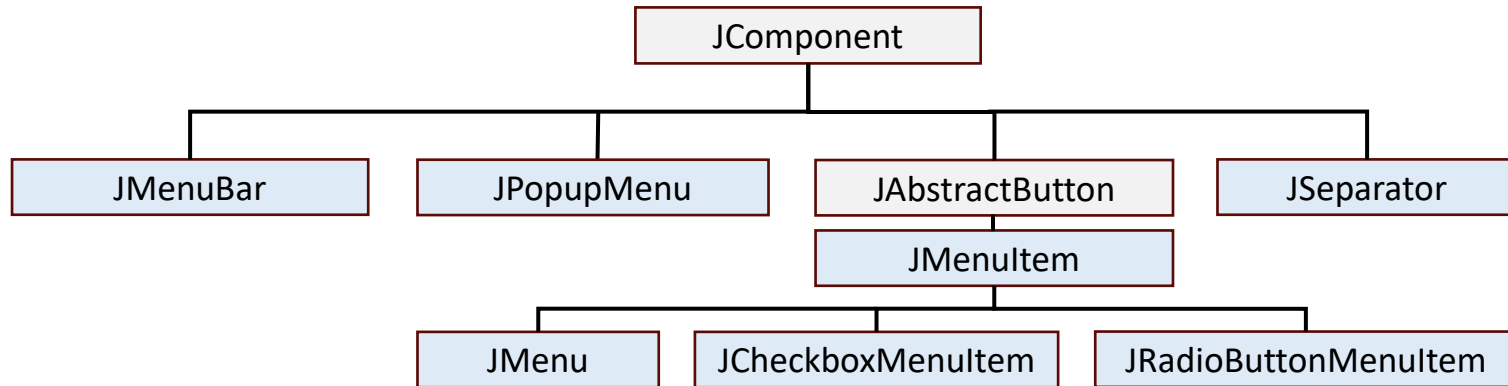 JComponent
JMenuBar
JPopupMenu
JAbstractButton
JSeparator
JMenuItem
JMenu
JCheckboxMenuItem
JRadioButtonMenuItem